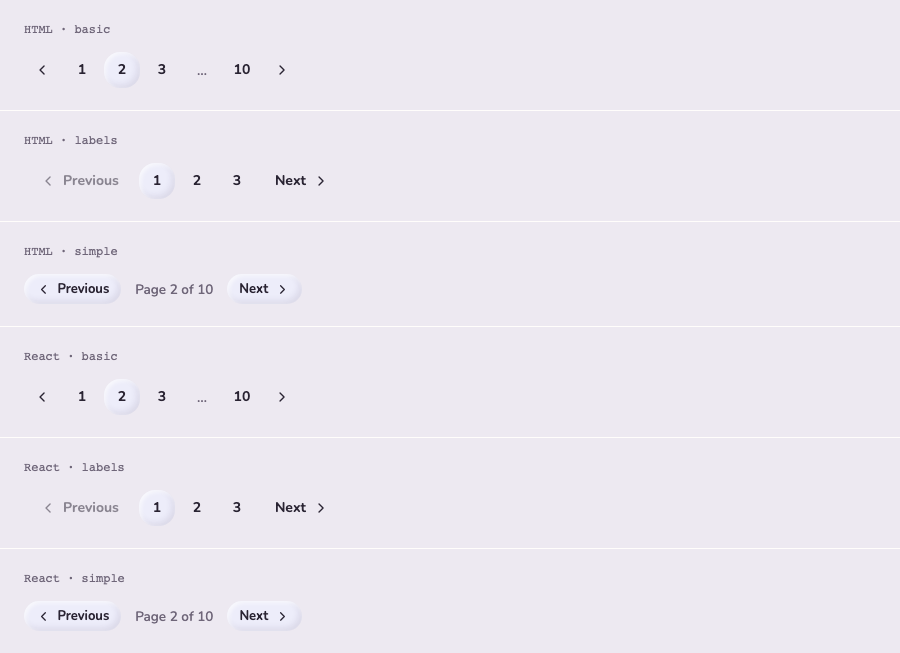 HTML · basic
1 2 3 … 10
HTML · labels
Previous 1 2 3 Next
HTML · simple
Previous Page 2 of 10 Next
React · basic
1 2 3 … 10
React · labels
Previous 1 2 3 Next
React · simple
Previous Page 2 of 10 Next